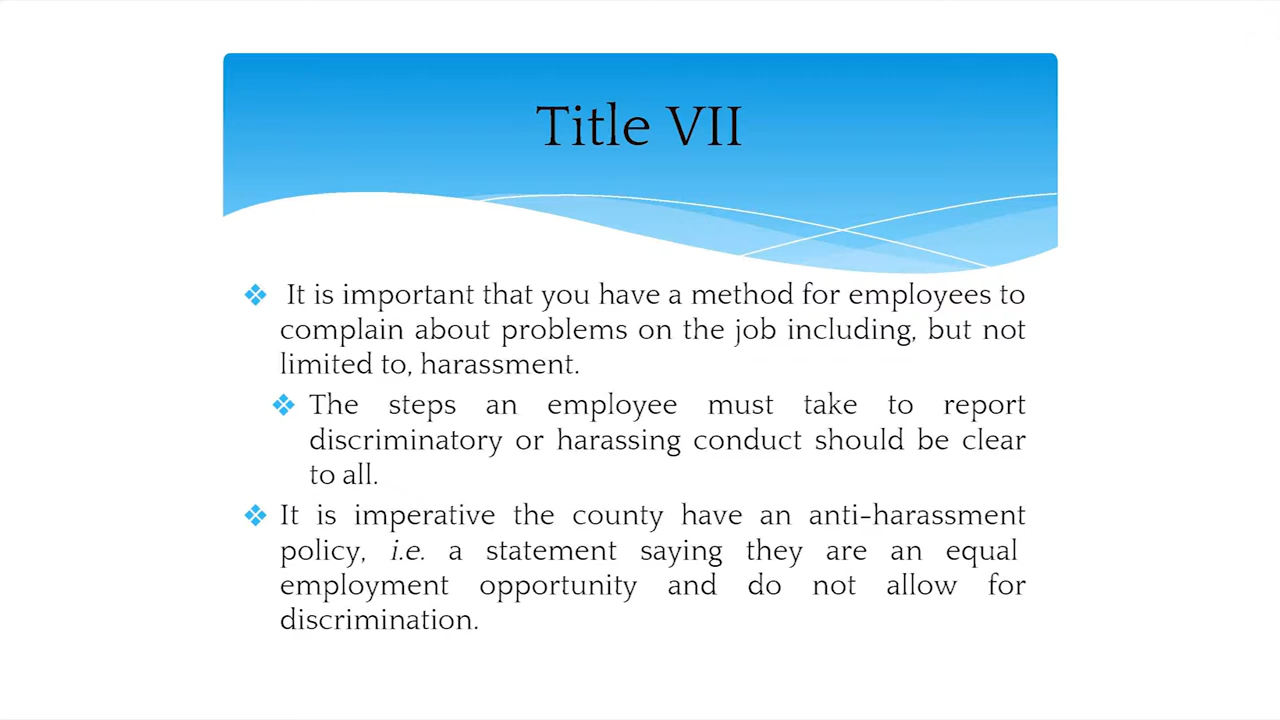 Title VII
It is important that you have a method for employees to
complain about problems on the job including, but not
limited to, harassment.
The steps an employee must take to report
discriminatory or harassing conduct should be clear
to all.
It is imperative the county have an anti-harassment
policy, i.e. a statement saying they are an equal
employment opportunity and do not allow for
discrimination.